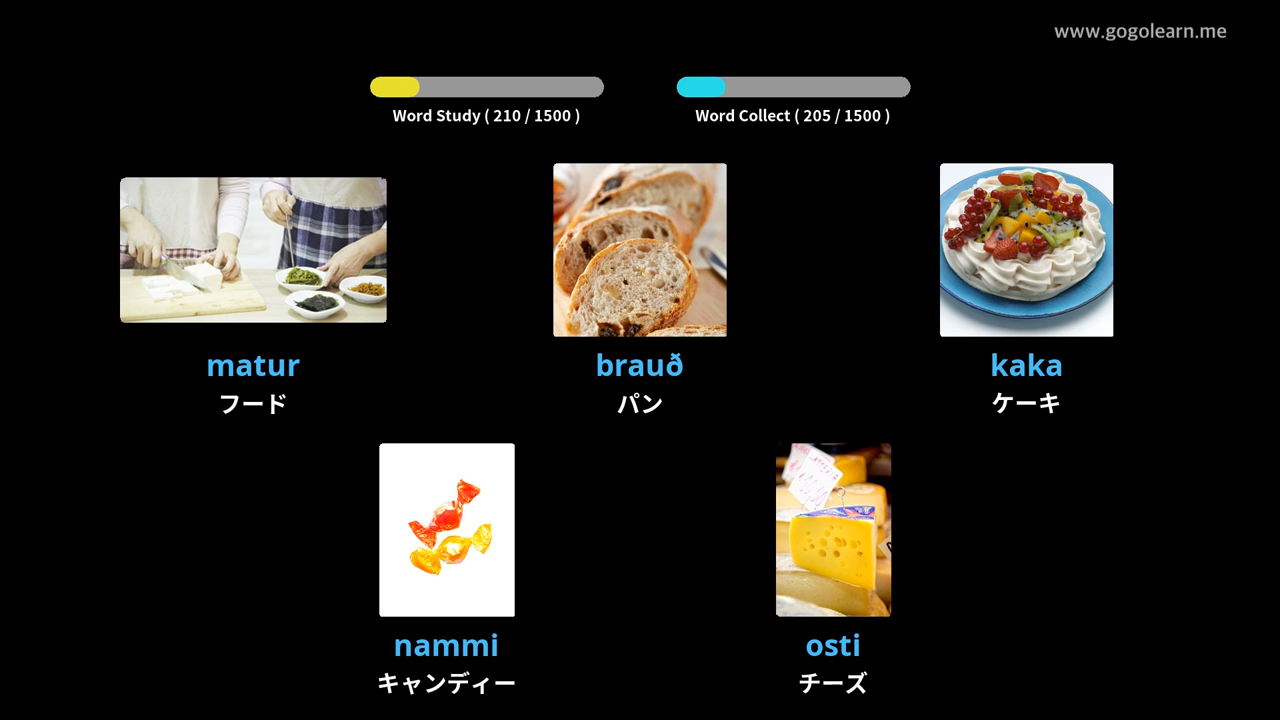 www.gogolearn.me
Word Study ( 210 / 1500 )
Word Collect ( 205 / 1500 )
matur
フード
brauð
パン
kaka
ケーキ
nammi
キャンディー
osti
チーズ